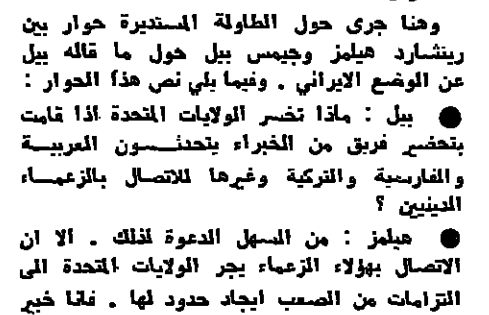 وهنا جرى حول الطاولة المستديرة حوار بين
ريتشارد هيلمز وجيمس بيل حول ما قاله بيل
عن الوضع الايراني . وفيما يلي نص هذا الحوار :
● بيل : ماذا تخسر الولايات المتحدة اذا قامت
بتحضير فريق من الخبراء يتحدثـــون العربيـــة
والفارسية والتركية وغيرها للاتصال بالزعمـــاء
الدينيين ؟
● هيلمز : من السهل الدعوة لذلك . الا ان
الاتصال بهؤلاء الزعماء يجر الولايات المتحدة الى
التزامات من الصعب ايجاد حدود لها . فانا خبير